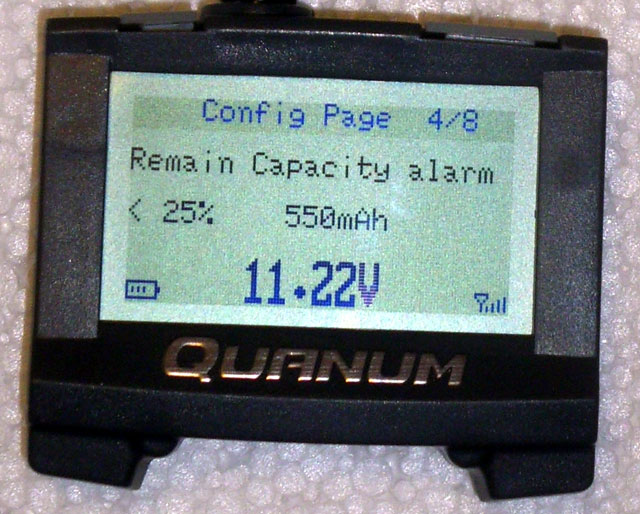 Config Page 4/8
Remain Capacity alarm
< 25% 550mAh
11.22V
QUANUM